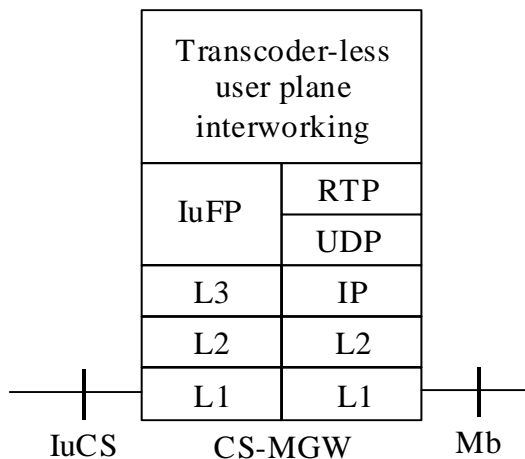 Transcoder-less
user plane
interworking
IuFP
RTP
UDP
L3
IP
L2
L2
L1
L1
IuCS
CS-MGW
Mb